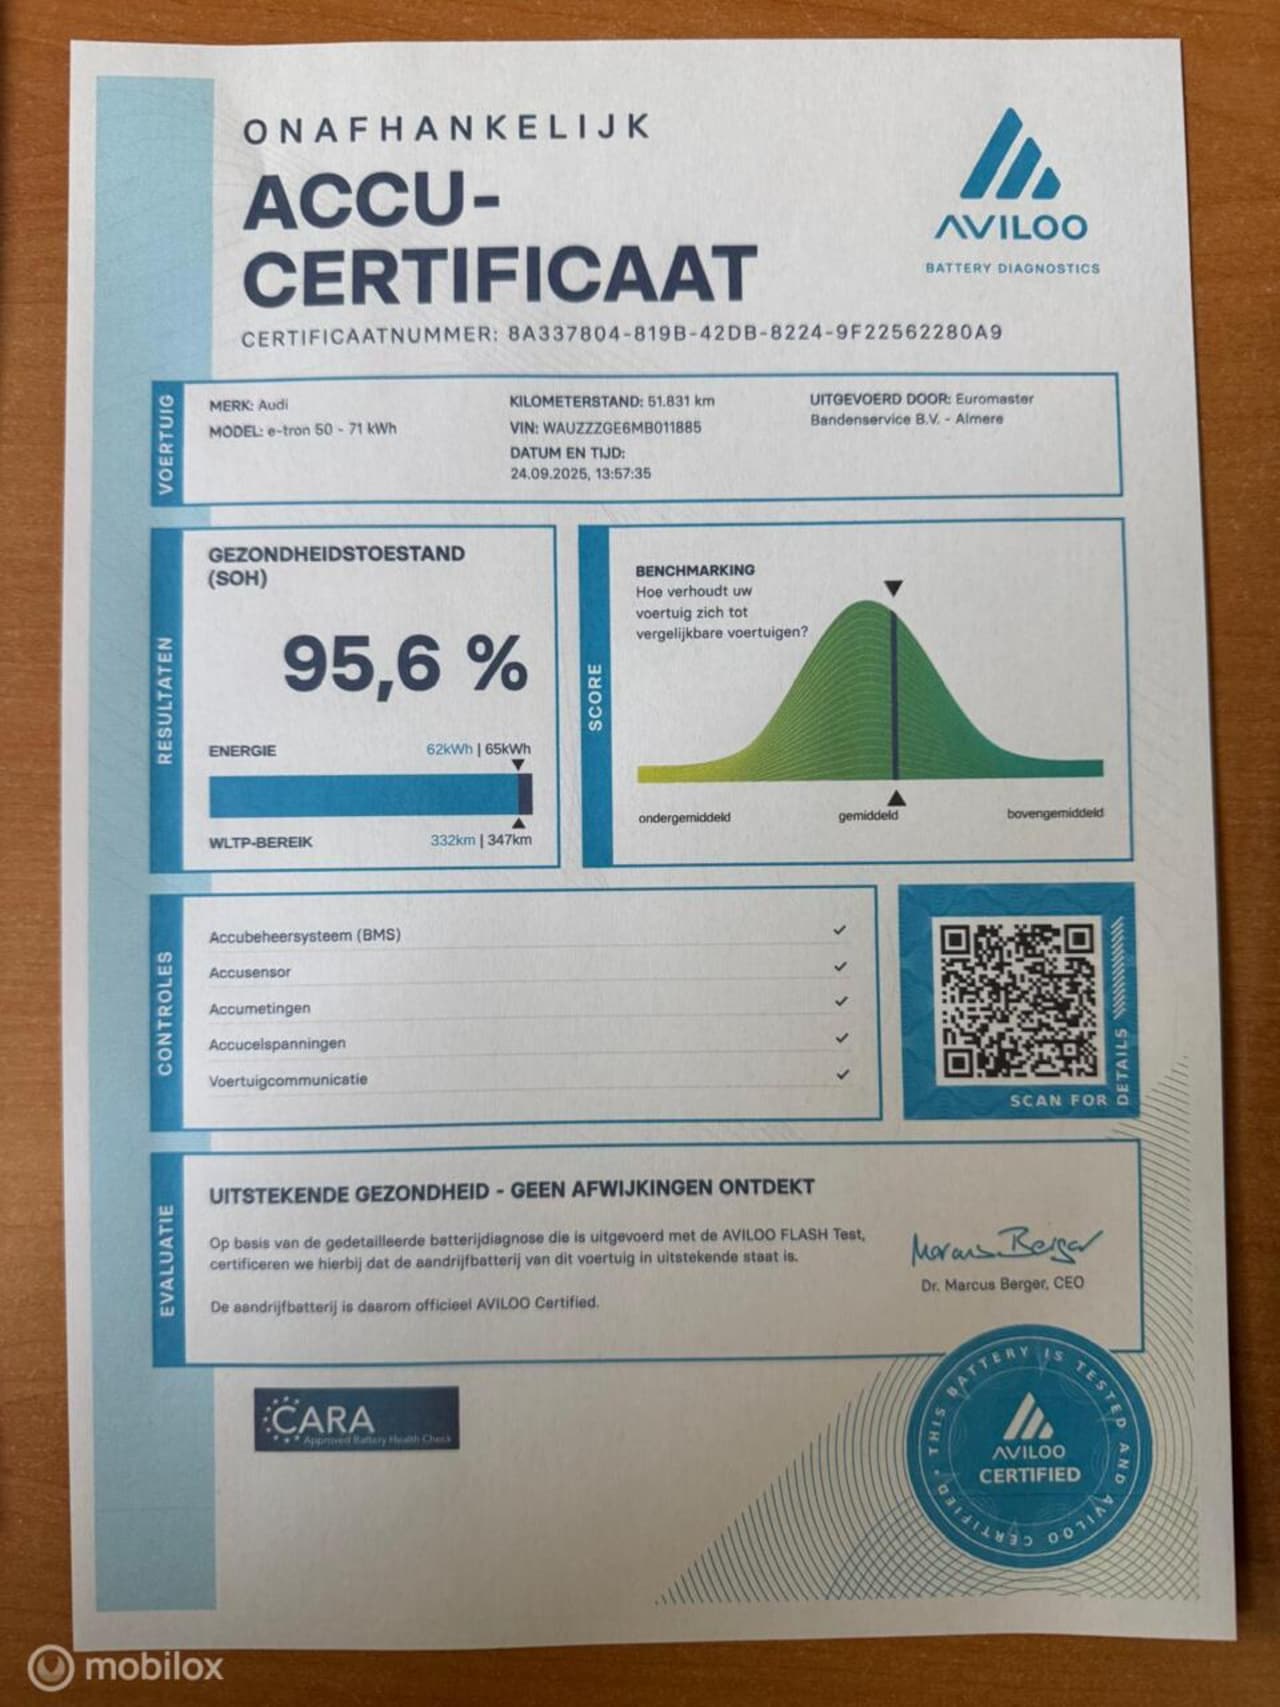 ONAFHANKELIJK
ACCU-
CERTIFICAAT
CERTIFICAATNUMMER: 8A337804-819B-42DB-8224-9F22562280A9
AVILOO
BATTERY DIAGNOSTICS
VOERTUIG
MERK: Audi
MODEL: e-tron 50 - 71 kWh
KILOMETERSTAND: 51.831 km
VIN: WAUZZZGE6MB011885
DATUM EN TIJD:
24.09.2025, 13:57:35
UITGEVOERD DOOR: Euromaster
Bandenservice B.V. - Almere
RESULTATEN
GEZONDHEIDSTOESTAND
(SOH)
95,6 %
ENERGIE 62kWh | 65kWh
WLTP-BEREIK 332km | 347km
SCORE
BENCHMARKING
Hoe verhoudt uw
voertuig zich tot
vergelijkbare voertuigen?
ondergemiddeld gemiddeld bovengemiddeld
CONTROLES
Accubeheersysteem (BMS) ✓
Accusensor ✓
Accumetingen ✓
Accucelspanningen ✓
Voertuigcommunicatie ✓
SCAN FOR DETAILS
EVALUATIE
UITSTEKENDE GEZONDHEID - GEEN AFWIJKINGEN ONTDEKT
Op basis van de gedetailleerde batterijdiagnose die is uitgevoerd met de AVILOO FLASH Test,
certificeren we hierbij dat de aandrijfbatterij van dit voertuig in uitstekende staat is.
De aandrijfbatterij is daarom officieel AVILOO Certified.
Marcus Berger
Dr. Marcus Berger, CEO
CARA
Approved Battery Health Check
THIS BATTERY IS TESTED AND AVILOO CERTIFIED
AVILOO
CERTIFIED
mobilox